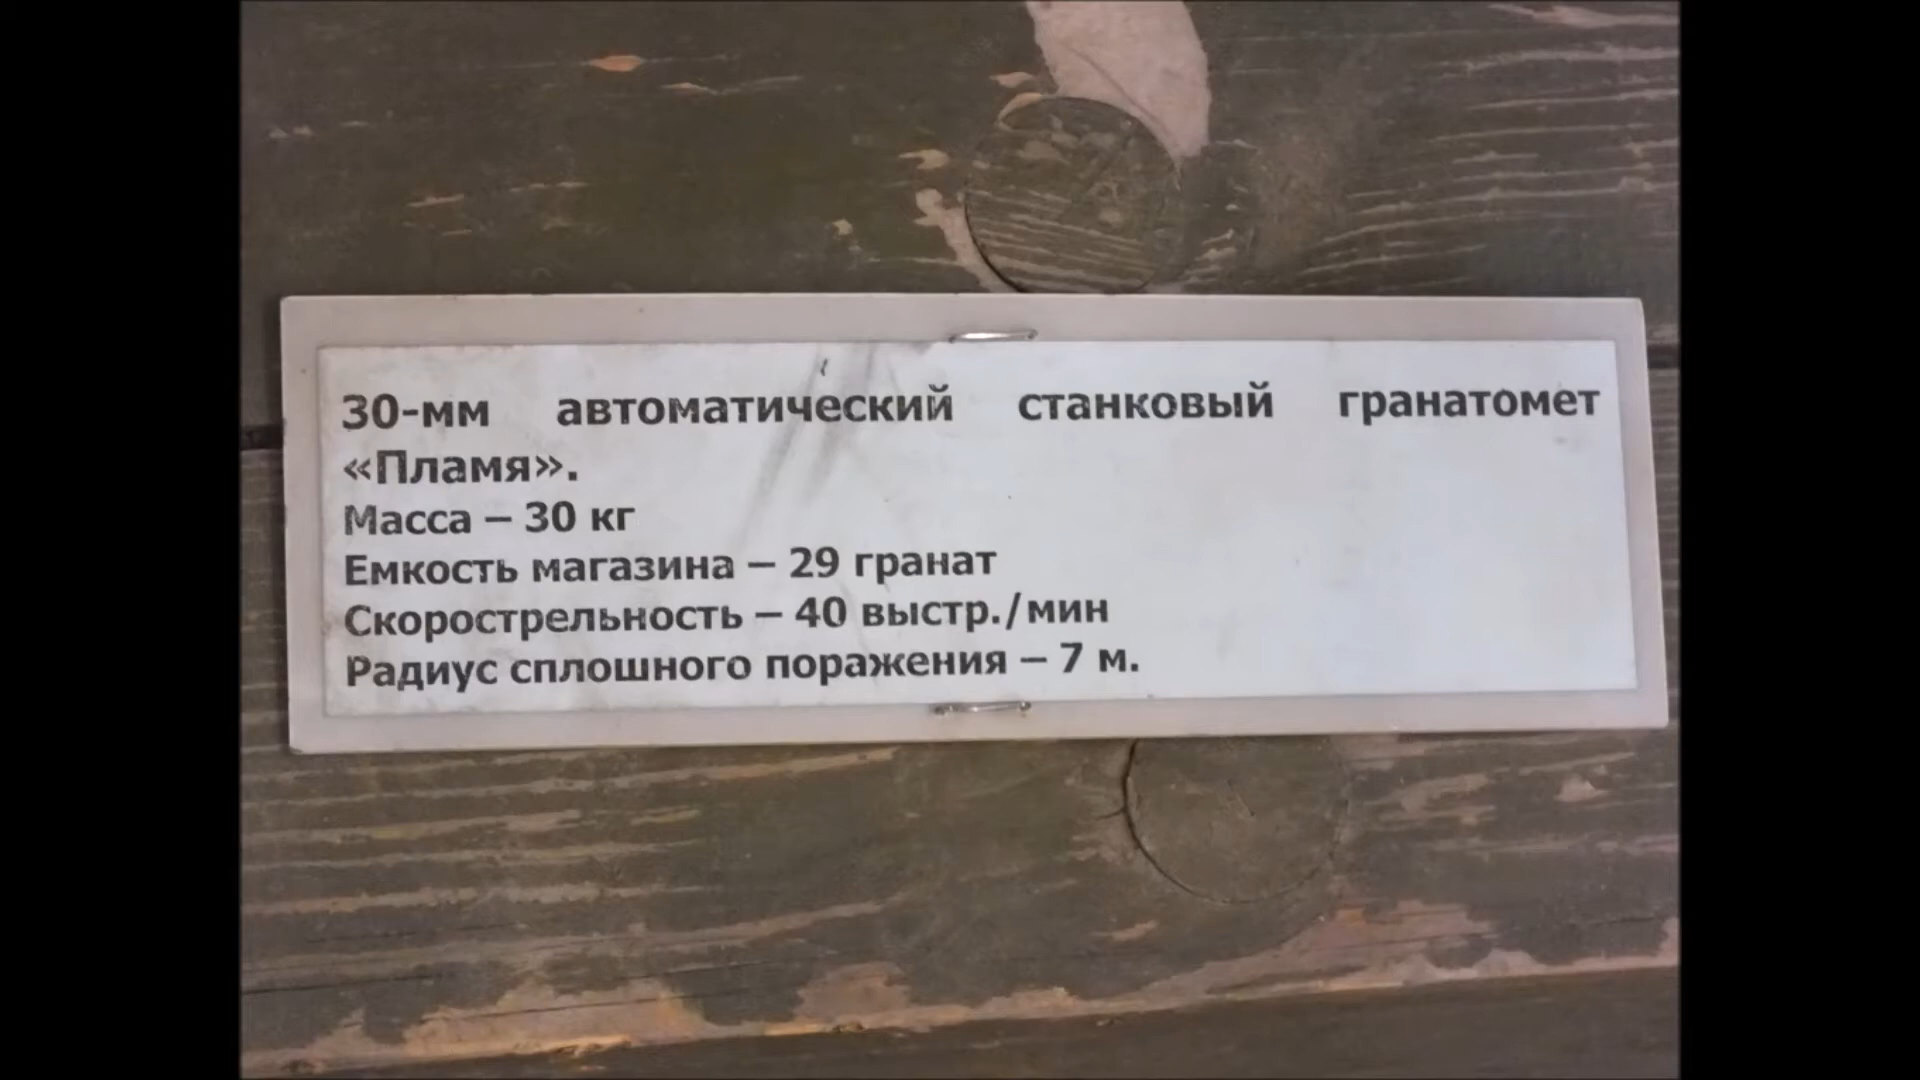 30-мм автоматический станковый гранатомет
«Пламя».
Масса – 30 кг
Емкость магазина – 29 гранат
Скорострельность – 40 выстр./мин
Радиус сплошного поражения – 7 м.